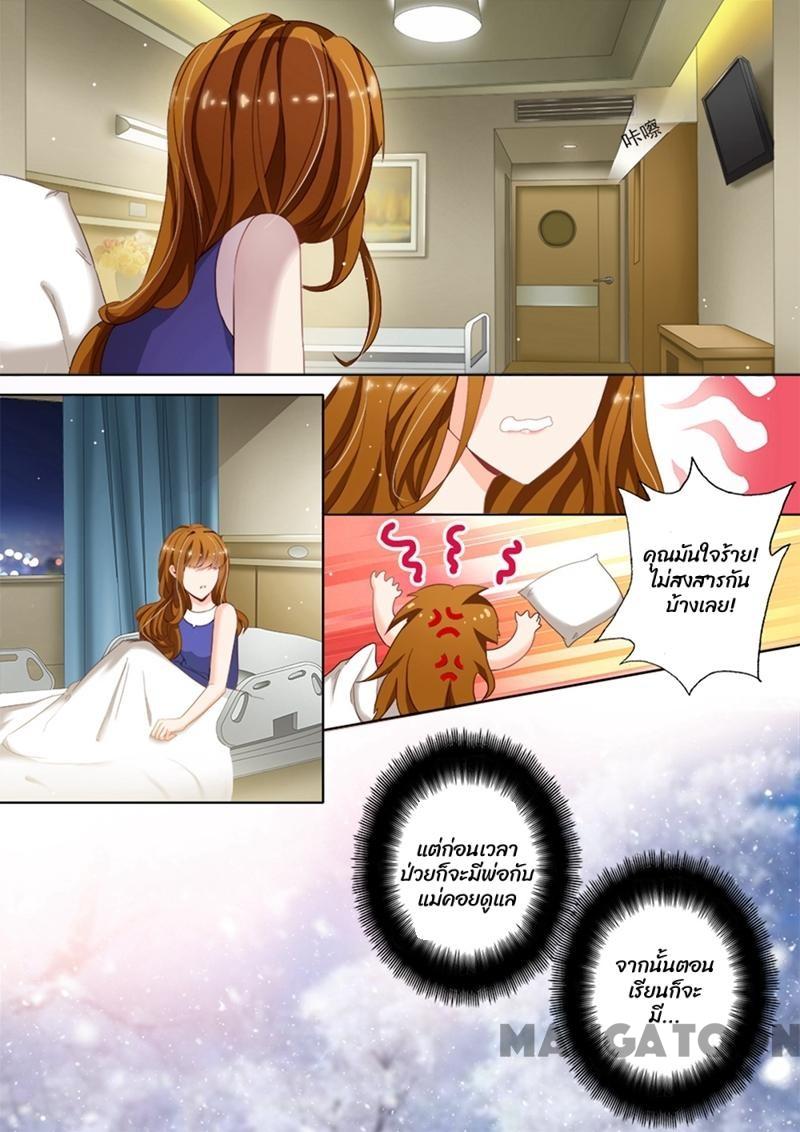 咔嚓
คุณมันใจร้าย!
ไม่สงสารกัน
บ้างเลย!
แต่ก่อนเวลา
ป่วยก็จะมีพ่อกับ
แม่คอยดูแล
จากนั้นตอน
เรียนก็จะ
มี...
MANGATOON